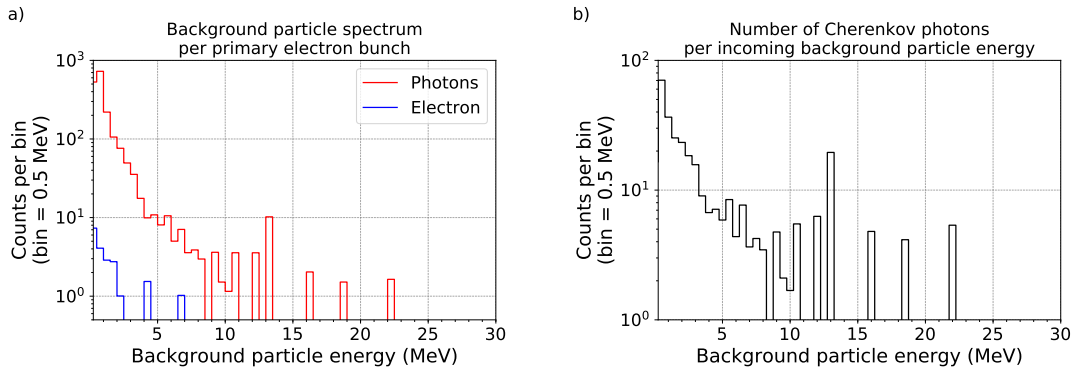 a)
Background particle spectrum
per primary electron bunch
Counts per bin
(bin = 0.5 MeV)
10³
10²
10¹
10⁰
Photons
Electron
5 10 15 20 25 30
Background particle energy (MeV)
b)
Number of Cherenkov photons
per incoming background particle energy
Counts per bin
(bin = 0.5 MeV)
10²
10¹
10⁰
5 10 15 20 25 30
Background particle energy (MeV)